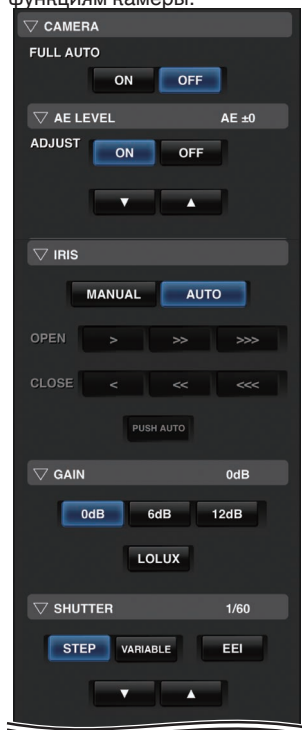 функциям камеры.
▽ CAMERA
FULL AUTO
ON OFF
▽ AE LEVEL AE ±0
ADJUST ON OFF
▼ ▲
▽ IRIS
MANUAL AUTO
OPEN > >> >>>
CLOSE < << <<<
PUSH AUTO
▽ GAIN 0dB
0dB 6dB 12dB
LOLUX
▽ SHUTTER 1/60
STEP VARIABLE EEI
▼ ▲